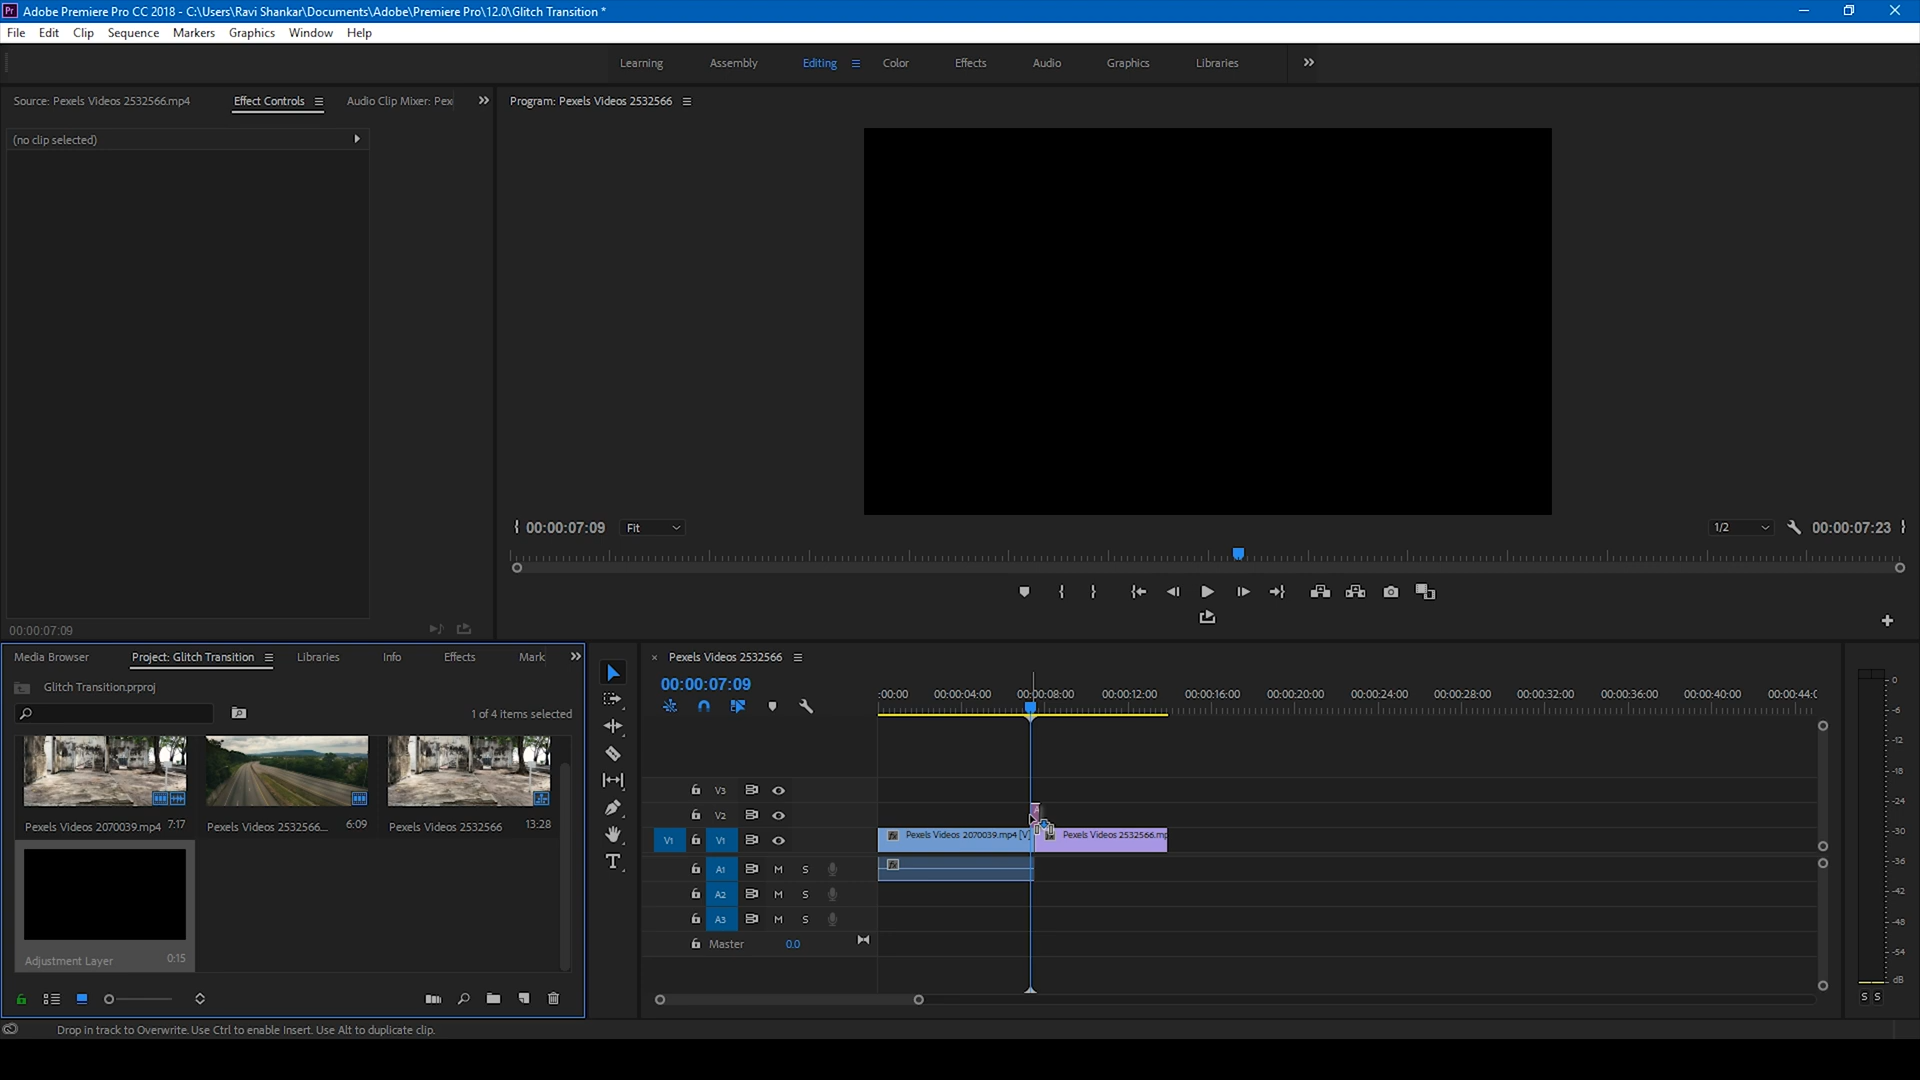 Adobe Premiere Pro CC 2018 - C:\Users\Ravi Shankar\Documents\Adobe\Premiere Pro\12.0\Glitch Transition *
File Edit Clip Sequence Markers Graphics Window Help
Learning Assembly Editing Color Effects Audio Graphics Libraries
Source: Pexels Videos 2532566.mp4 Effect Controls Audio Clip Mixer: Pex
Program: Pexels Videos 2532566
(no clip selected)
00:00:07:09 Fit 1/2 00:00:07:23
00:00:07:09
Media Browser Project: Glitch Transition Libraries Info Effects Mark
Glitch Transition.prproj
1 of 4 items selected
Pexels Videos 2070039.mp4 7:17
Pexels Videos 2532566... 6:09
Pexels Videos 2532566 13:28
Adjustment Layer 0:15
Pexels Videos 2532566
00:00:07:09
:00:00 00:00:04:00 00:00:08:00 00:00:12:00 00:00:16:00 00:00:20:00 00:00:24:00 00:00:28:00 00:00:32:00 00:00:36:00 00:00:40:00 00:00:44:0
V3
V2
V1 V1 Pexels Videos 2070039.mp4 [V] Pexels Videos 2532566.mp
A1 M S
A2 M S
A3 M S
Master 0.0
0
-6
-12
-18
-24
-30
-36
-42
-48
-54
dB
S S
Drop in track to Overwrite. Use Ctrl to enable Insert. Use Alt to duplicate clip.